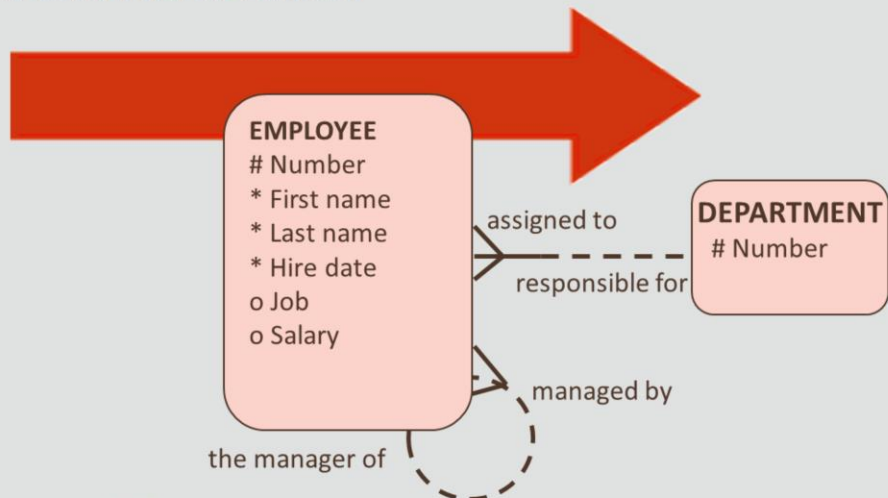 EMPLOYEE
# Number
* First name
* Last name
* Hire date
o Job
o Salary
assigned to
responsible for
DEPARTMENT
# Number
managed by
the manager of